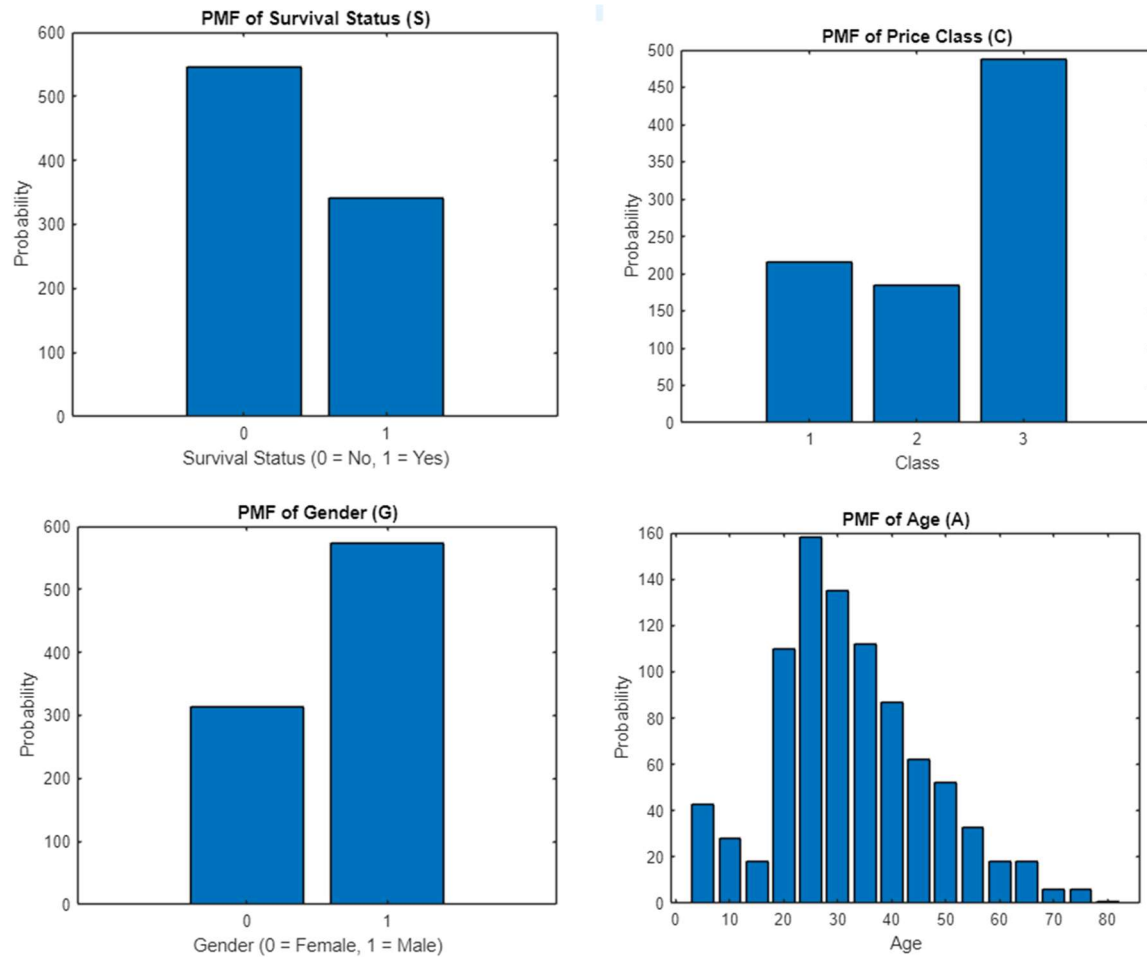 PMF of Survival Status (S)
600
500
400
300
200
100
0
Probability
0 1
Survival Status (0 = No, 1 = Yes)
PMF of Price Class (C)
500
450
400
350
300
250
200
150
100
50
0
Probability
1 2 3
Class
PMF of Gender (G)
600
500
400
300
200
100
0
Probability
0 1
Gender (0 = Female, 1 = Male)
PMF of Age (A)
160
140
120
100
80
60
40
20
0
Probability
0 10 20 30 40 50 60 70 80
Age